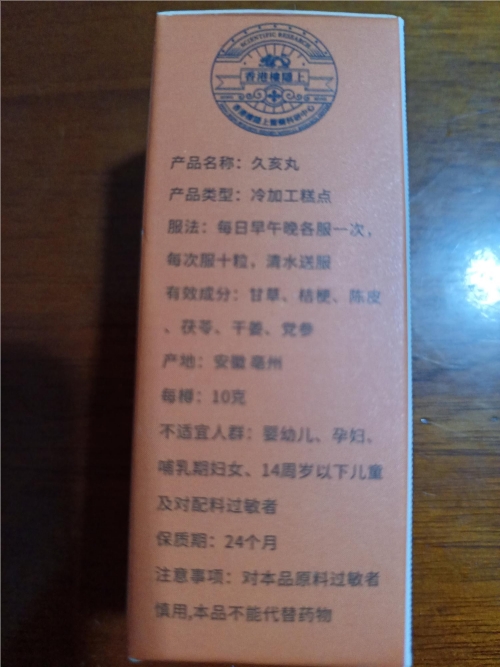 SCIENTIFIC RESEARCH
香港樓閣上
产品名称：久亥丸
产品类型：冷加工糕点
服法：每日早午晚各服一次，
每次服十粒，清水送服
有效成分：甘草、桔梗、陈皮
、茯苓、干姜、党参
产地：安徽亳州
每樽：10克
不适宜人群：婴幼儿、孕妇、
哺乳期妇女、14周岁以下儿童
及对配料过敏者
保质期：24个月
注意事项：对本品原料过敏者
慎用,本品不能代替药物